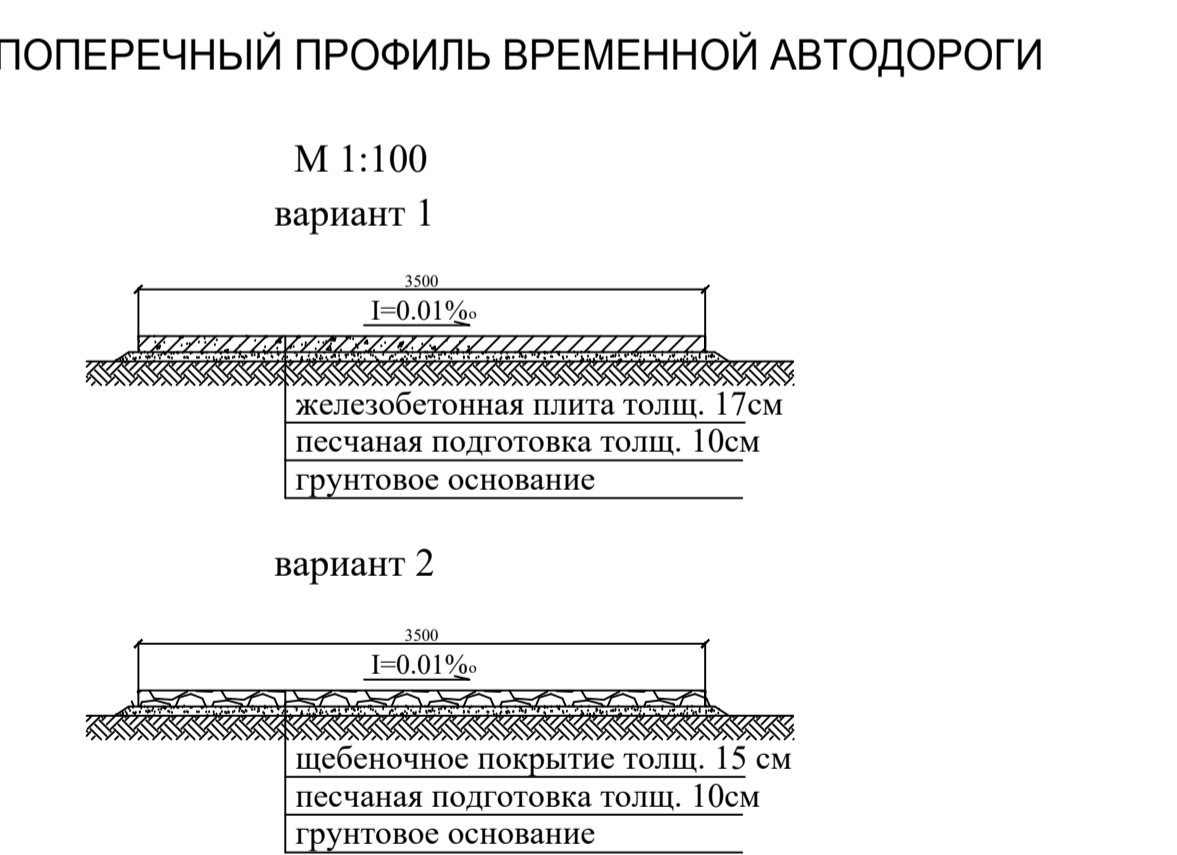 ПОПЕРЕЧНЫЙ ПРОФИЛЬ ВРЕМЕННОЙ АВТОДОРОГИ
М 1:100
вариант 1
3500
I=0.01‰
железобетонная плита толщ. 17см
песчаная подготовка толщ. 10см
грунтовое основание
вариант 2
3500
I=0.01‰
щебеночное покрытие толщ. 15 см
песчаная подготовка толщ. 10см
грунтовое основание